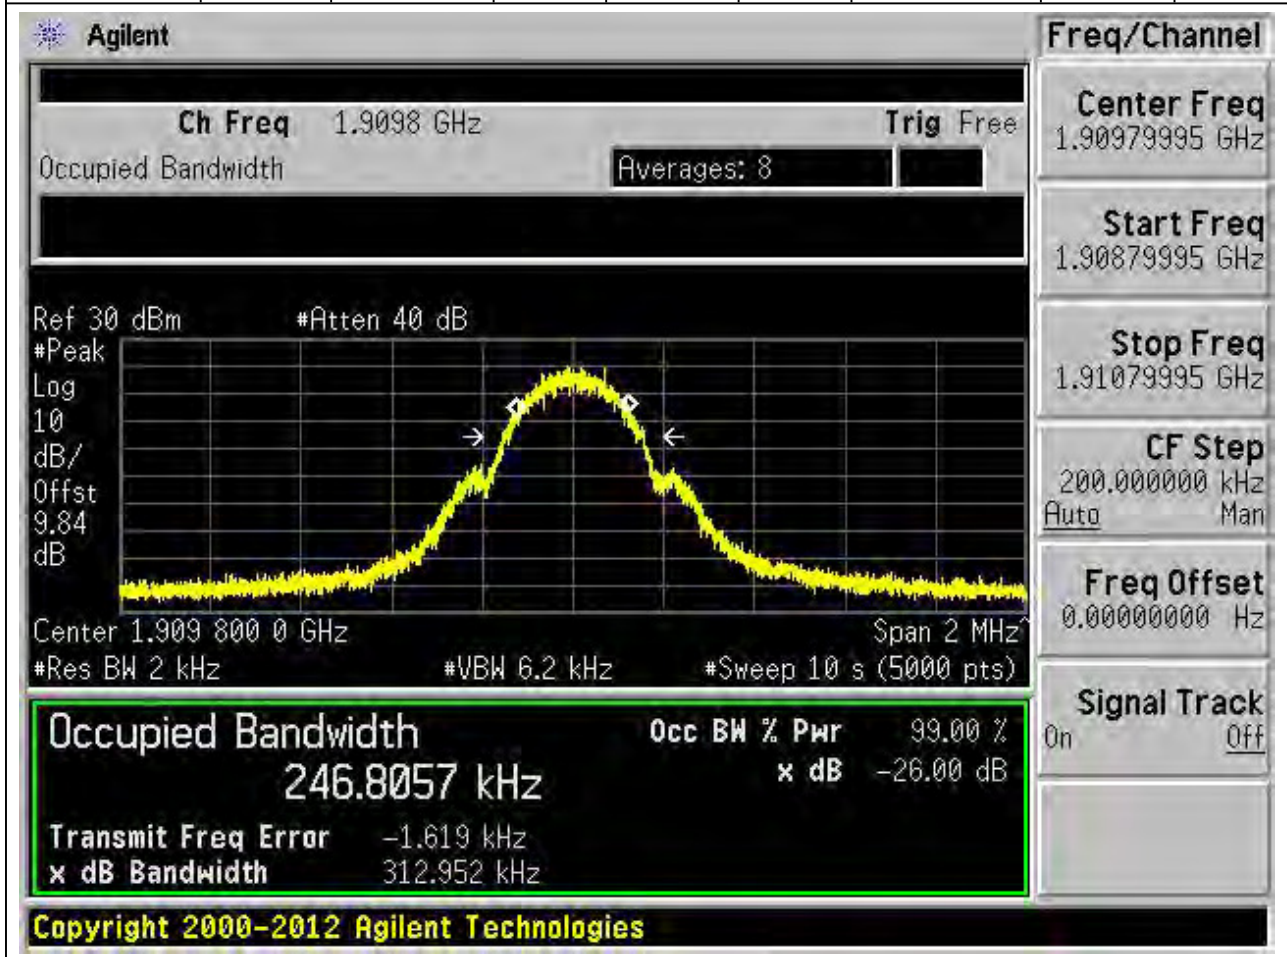 Agilent
Freq/Channel
Ch Freq 1.9098 GHz Trig Free
Occupied Bandwidth Averages: 8
Center Freq
1.90979995 GHz
Start Freq
1.90879995 GHz
Stop Freq
1.91079995 GHz
CF Step
200.000000 kHz
Auto Man
Freq Offset
0.00000000 Hz
Signal Track
On Off
Ref 30 dBm #Atten 40 dB
#Peak
Log
10
dB/
Offst
9.84
dB
Center 1.909 800 0 GHz Span 2 MHz^
#Res BW 2 kHz #VBW 6.2 kHz #Sweep 10 s (5000 pts)
Occupied Bandwidth Occ BW % Pwr 99.00 %
246.8057 kHz x dB -26.00 dB
Transmit Freq Error -1.619 kHz
x dB Bandwidth 312.952 kHz
Copyright 2000-2012 Agilent Technologies